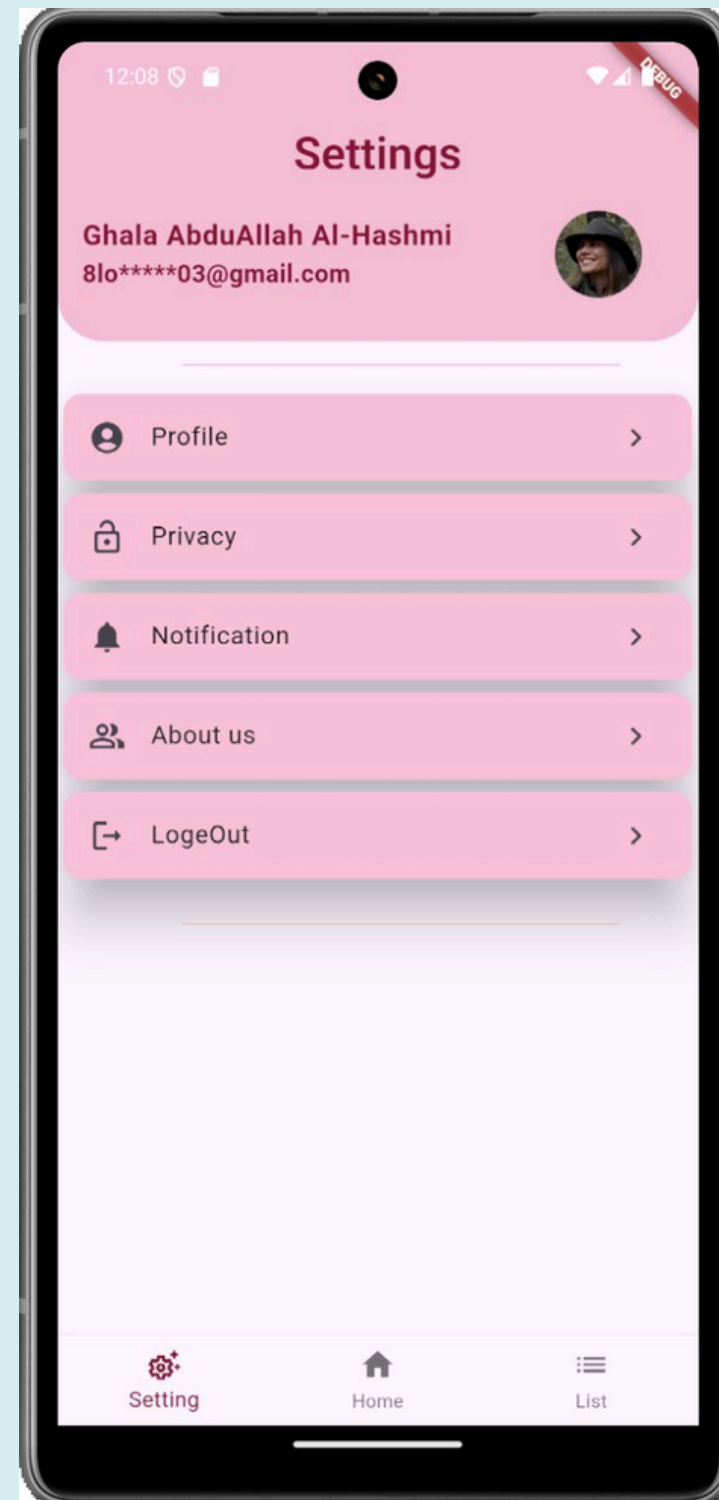 12:08
DEBUG
Settings
Ghala AbduAllah Al-Hashmi
8lo*****03@gmail.com
Profile
Privacy
Notification
About us
LogeOut
Setting Home List